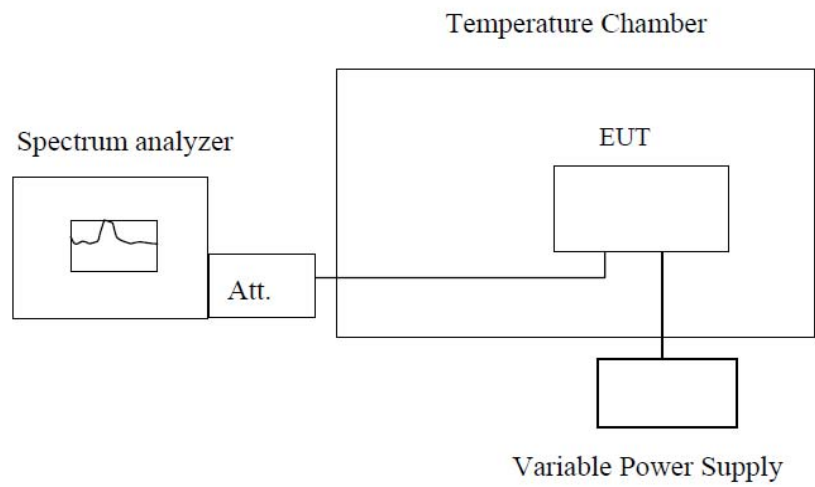 Temperature Chamber
Spectrum analyzer
EUT
Att.
Variable Power Supply